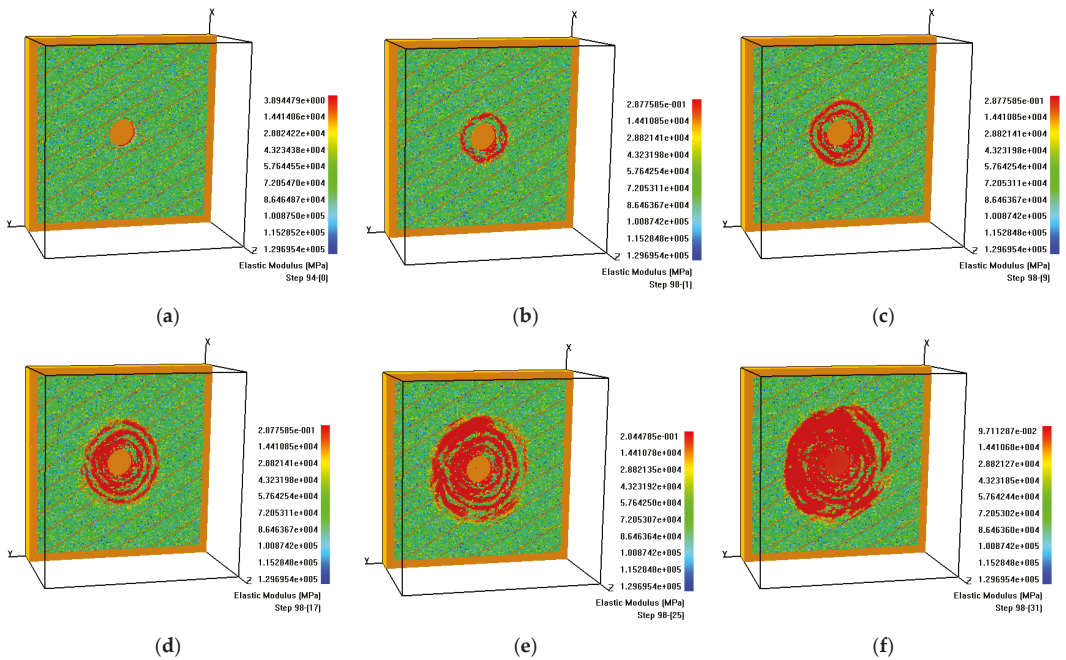 X
Y
Z
3.894479e+000
1.441406e+004
2.882422e+004
4.323438e+004
5.764455e+004
7.205470e+004
8.646487e+004
1.008750e+005
1.152852e+005
1.296954e+005
Elastic Modulus (MPa)
Step 94-(0)
(a)
X
Y
Z
2.877585e-001
1.441085e+004
2.882141e+004
4.323198e+004
5.764254e+004
7.205311e+004
8.646367e+004
1.008742e+005
1.152848e+005
1.296954e+005
Elastic Modulus (MPa)
Step 98-(1)
(b)
X
Y
Z
2.877585e-001
1.441085e+004
2.882141e+004
4.323198e+004
5.764254e+004
7.205311e+004
8.646367e+004
1.008742e+005
1.152848e+005
1.296954e+005
Elastic Modulus (MPa)
Step 98-(9)
(c)
X
Y
Z
2.877585e-001
1.441085e+004
2.882141e+004
4.323198e+004
5.764254e+004
7.205311e+004
8.646367e+004
1.008742e+005
1.152848e+005
1.296954e+005
Elastic Modulus (MPa)
Step 98-(17)
(d)
X
Y
Z
2.044785e-001
1.441078e+004
2.882135e+004
4.323192e+004
5.764250e+004
7.205307e+004
8.646364e+004
1.008742e+005
1.152848e+005
1.296954e+005
Elastic Modulus (MPa)
Step 98-(25)
(e)
X
Y
Z
9.711287e-002
1.441068e+004
2.882127e+004
4.323185e+004
5.764244e+004
7.205302e+004
8.646360e+004
1.008742e+005
1.152848e+005
1.296954e+005
Elastic Modulus (MPa)
Step 98-(31)
(f)